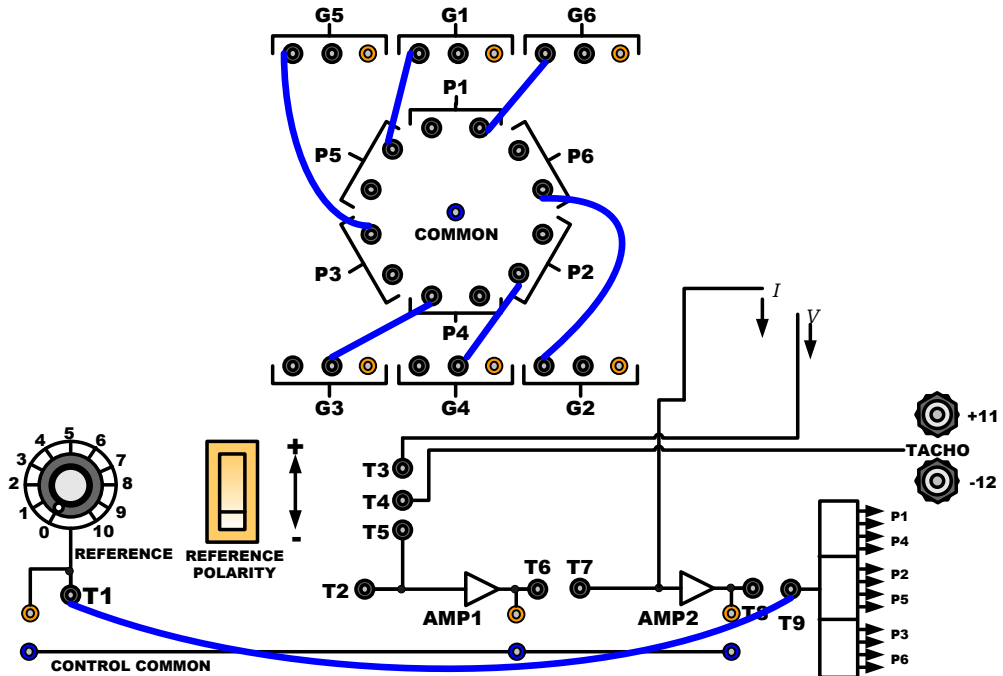 G5 G1 G6
P1
P5 P6
COMMON
P3 P2
P4
I
V
G3 G4 G2
+11
TACHO
-12
0 1 2 3 4 5 6 7 8 9 10
REFERENCE
+
-
REFERENCE
POLARITY
T3
T4
T5
T1
T2 T6 T7 T8 T9
AMP1 AMP2
CONTROL COMMON
P1
P4
P2
P5
P3
P6